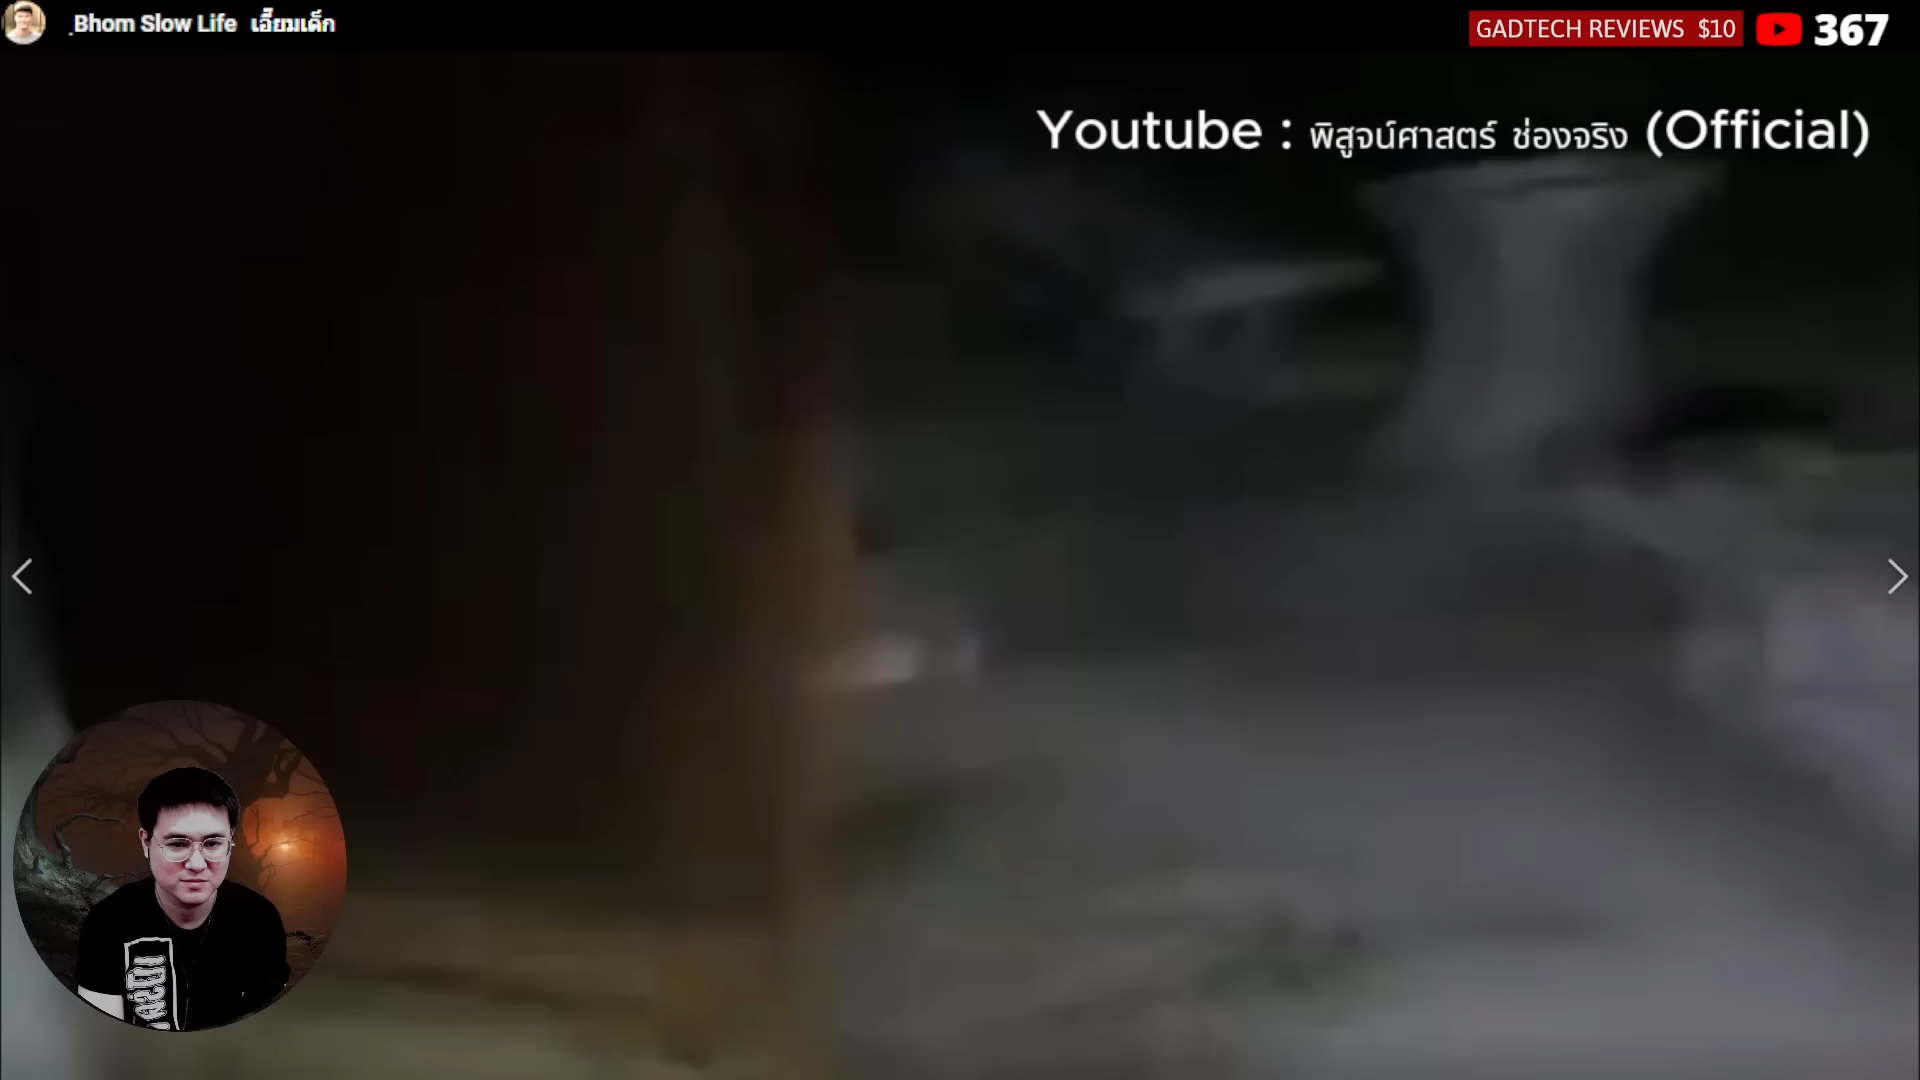 Bhom Slow Life เอี๊ยมเด็ก
GADTECH REVIEWS $10
367
Youtube : พิสูจน์ศาสตร์ ช่องจริง (Official)